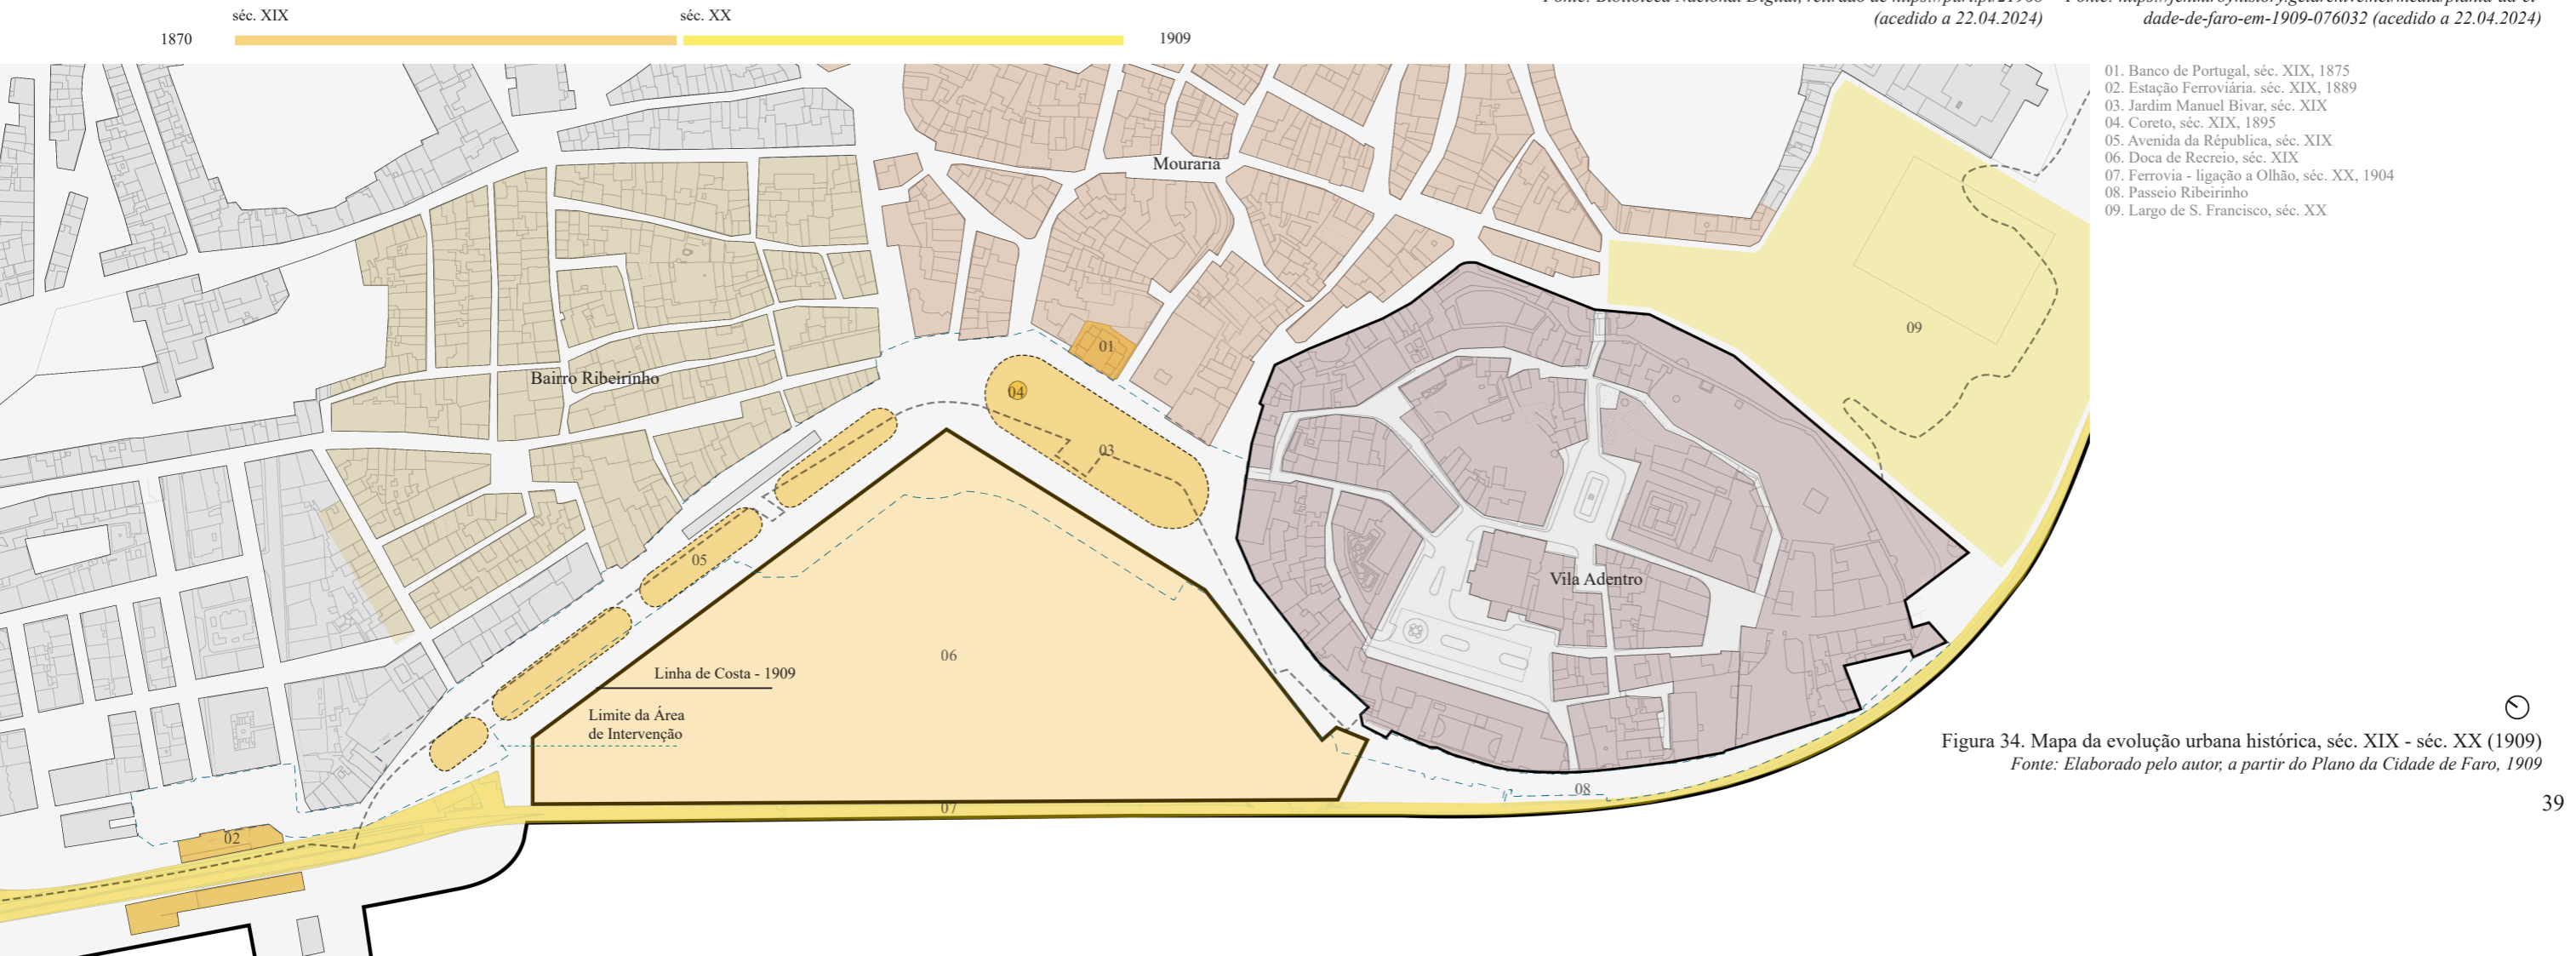 séc. XIX
séc. XX
1870
1909
(acedido a 22.04.2024)
dade-de-faro-em-1909-076032 (acedido a 22.04.2024)
01. Banco de Portugal, séc. XIX, 1875
02. Estação Ferroviária. séc. XIX, 1889
03. Jardim Manuel Bivar, séc. XIX
04. Coreto, séc. XIX, 1895
05. Avenida da Républica, séc. XIX
06. Doca de Recreio, séc. XIX
07. Ferrovia - ligação a Olhão, séc. XX, 1904
08. Passeio Ribeirinho
09. Largo de S. Francisco, séc. XX
Mouraria
09
01
Bairro Ribeirinho
04
03
05
Vila Adentro
06
Linha de Costa - 1909
Limite da Área
de Intervenção
08
07
02
Figura 34. Mapa da evolução urbana histórica, séc. XIX - séc. XX (1909)
Fonte: Elaborado pelo autor, a partir do Plano da Cidade de Faro, 1909
39